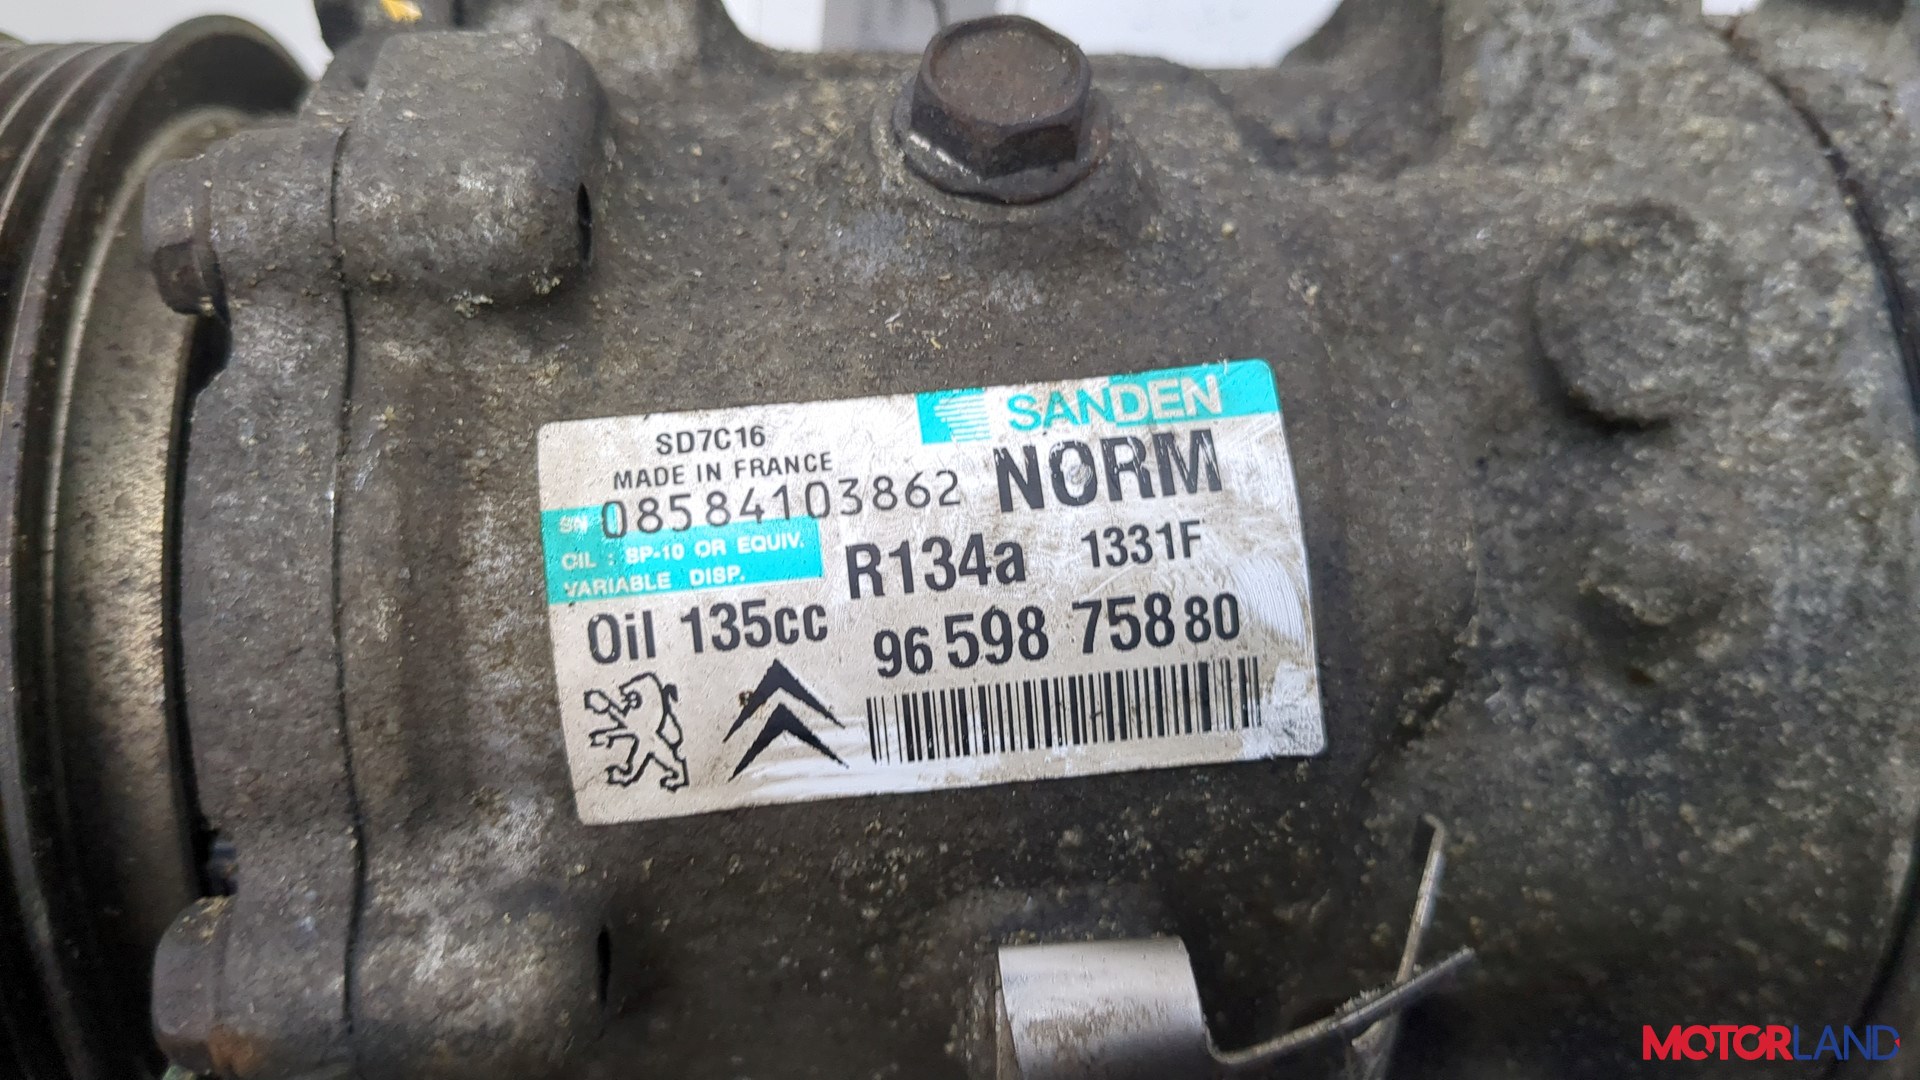 SANDEN
SD7C16
MADE IN FRANCE
NORM
SN 08584103862
OIL : SP-10 OR EQUIV.
VARIABLE DISP.
R134a 1331F
Oil 135cc
96 598 758 80
MOTORLAND